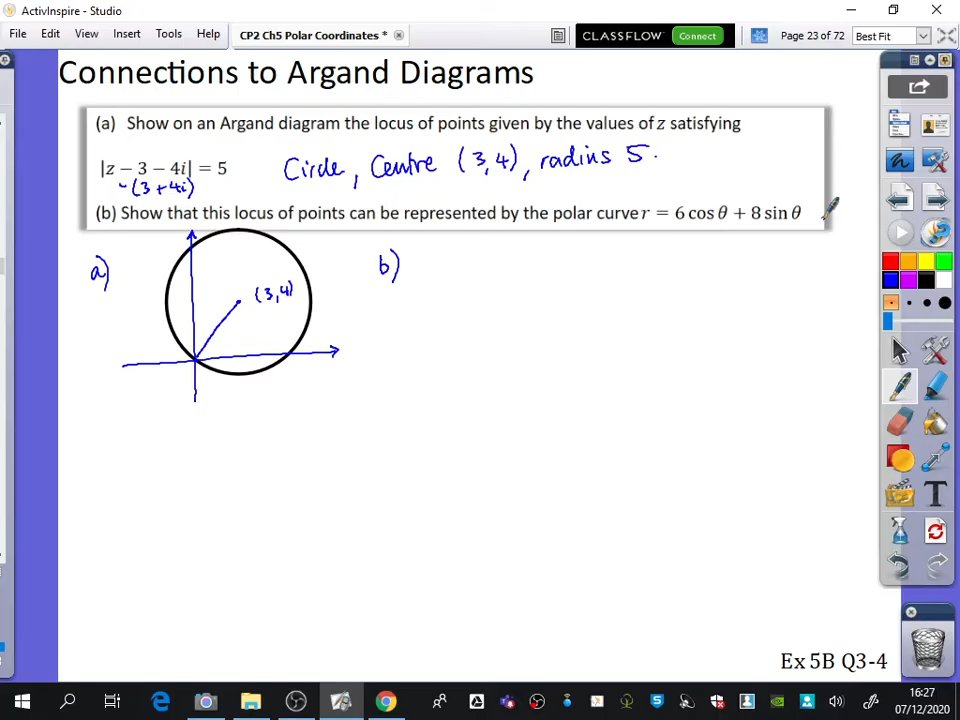 ActivInspire - Studio
File Edit View Insert Tools Help CP2 Ch5 Polar Coordinates * CLASSFLOW Connect Page 23 of 72 Best Fit
Connections to Argand Diagrams
(a) Show on an Argand diagram the locus of points given by the values of z satisfying
|z − 3 − 4i| = 5 Circle, Centre (3,4), radius 5.
-(3+4i)
(b) Show that this locus of points can be represented by the polar curve r = 6 cos θ + 8 sin θ
a) (3,4) b)
T
Ex 5B Q3-4
16:27
07/12/2020